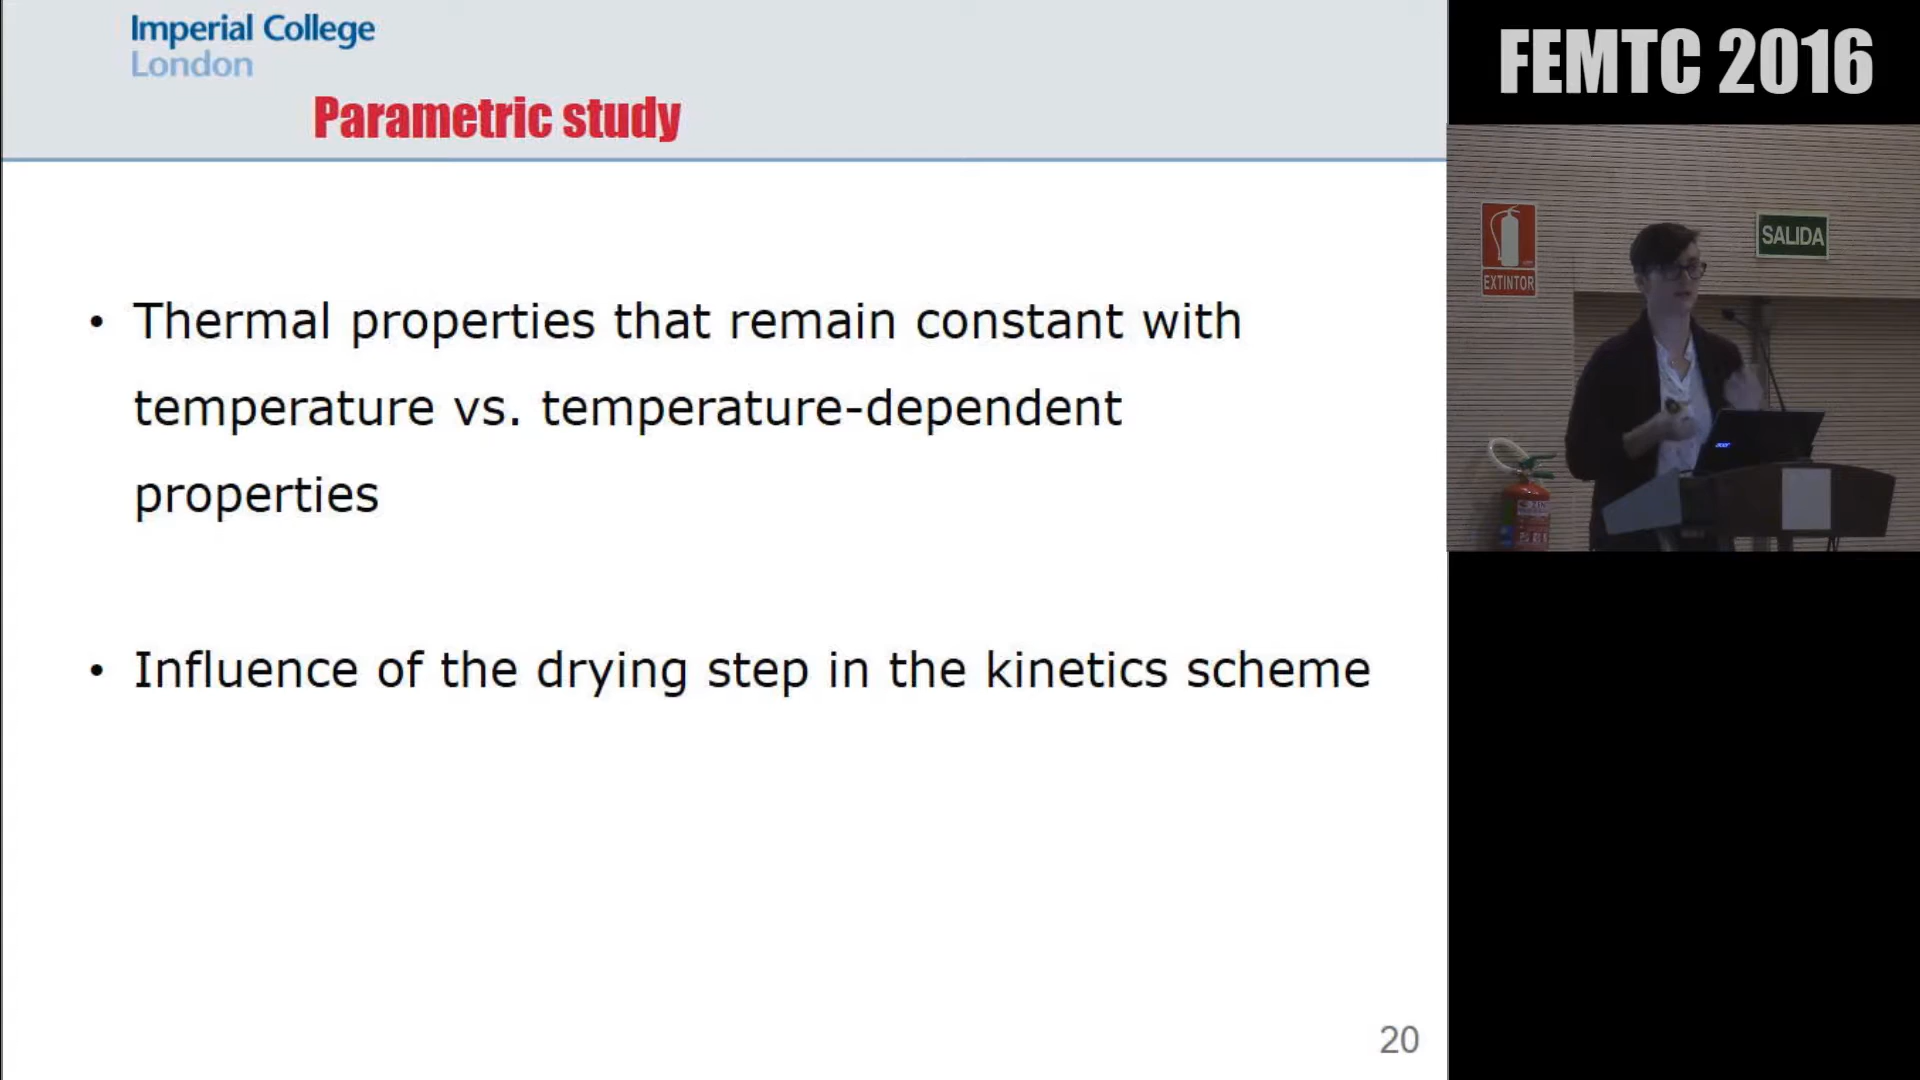 Imperial College
London
Parametric study
• Thermal properties that remain constant with
temperature vs. temperature-dependent
properties
• Influence of the drying step in the kinetics scheme
20
FEMTC 2016
EXTINTOR
SALIDA
acer